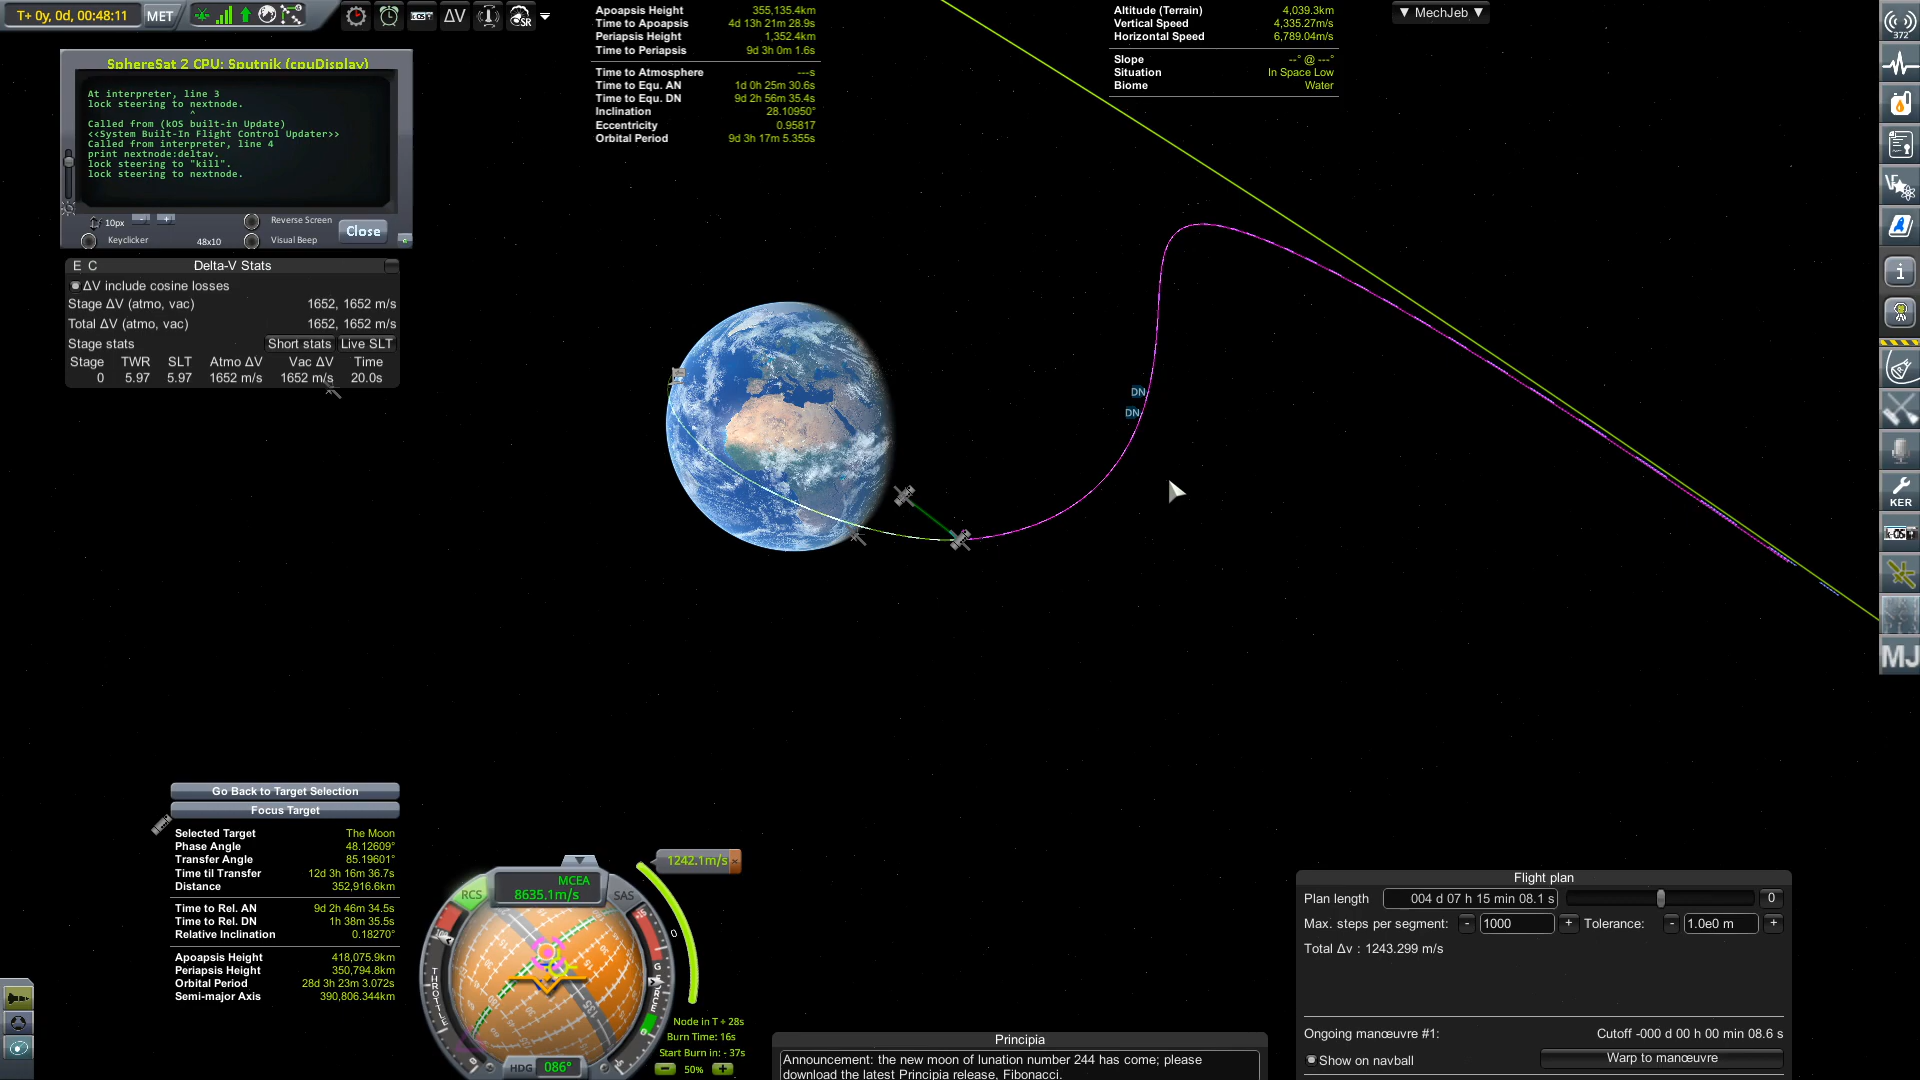 T+ 0y, 0d, 00:48:11 MET
kOS ΔV SR
SphereSat 2 CPU: Sputnik (cpuDisplay)
At interpreter, line 3
lock steering to nextnode.
^
Called from (kOS built-in Update)
<<System Built-In Flight Control Updater>>
Called from interpreter, line 4
print nextnode:deltav.
lock steering to "kill".
lock steering to nextnode.
10px - + Reverse Screen Close
Keyclicker 48x10 Visual Beep
E C Delta-V Stats
ΔV include cosine losses
Stage ΔV (atmo, vac) 1652, 1652 m/s
Total ΔV (atmo, vac) 1652, 1652 m/s
Stage stats Short stats Live SLT
Stage TWR SLT Atmo ΔV Vac ΔV Time
0 5.97 5.97 1652 m/s 1652 m/s 20.0s
Apoapsis Height 355,135.4km
Time to Apoapsis 4d 13h 21m 28.9s
Periapsis Height 1,352.4km
Time to Periapsis 9d 3h 0m 1.6s
Time to Atmosphere ---s
Time to Equ. AN 1d 0h 25m 30.6s
Time to Equ. DN 9d 2h 56m 35.4s
Inclination 28.10950°
Eccentricity 0.95817
Orbital Period 9d 3h 17m 5.355s
Altitude (Terrain) 4,039.3km
Vertical Speed 4,335.27m/s
Horizontal Speed 6,789.04m/s
Slope --° @ ---°
Situation In Space Low
Biome Water
▼ MechJeb ▼
372
KER
kOS
MJ
DN
DN
Go Back to Target Selection
Focus Target
Selected Target The Moon
Phase Angle 48.12609°
Transfer Angle 85.19601°
Time til Transfer 12d 3h 16m 36.7s
Distance 352,916.6km
Time to Rel. AN 9d 2h 46m 34.5s
Time to Rel. DN 1h 38m 35.5s
Relative Inclination 0.18270°
Apoapsis Height 418,075.9km
Periapsis Height 350,794.8km
Orbital Period 28d 3h 23m 3.072s
Semi-major Axis 390,806.344km
1242.1m/s
RCS MCEA SAS
8635.1m/s
THROTTLE
HDG 086°
Node in T + 28s
Burn Time: 16s
Start Burn in: - 37s
50%
Principia
Announcement: the new moon of lunation number 244 has come; please
download the latest Principia release, Fibonacci.
Flight plan
Plan length 004 d 07 h 15 min 08.1 s 0
Max. steps per segment: - 1000 + Tolerance: - 1.0e0 m +
Total Δv : 1243.299 m/s
Ongoing manœuvre #1: Cutoff -000 d 00 h 00 min 08.6 s
Show on navball Warp to manœuvre